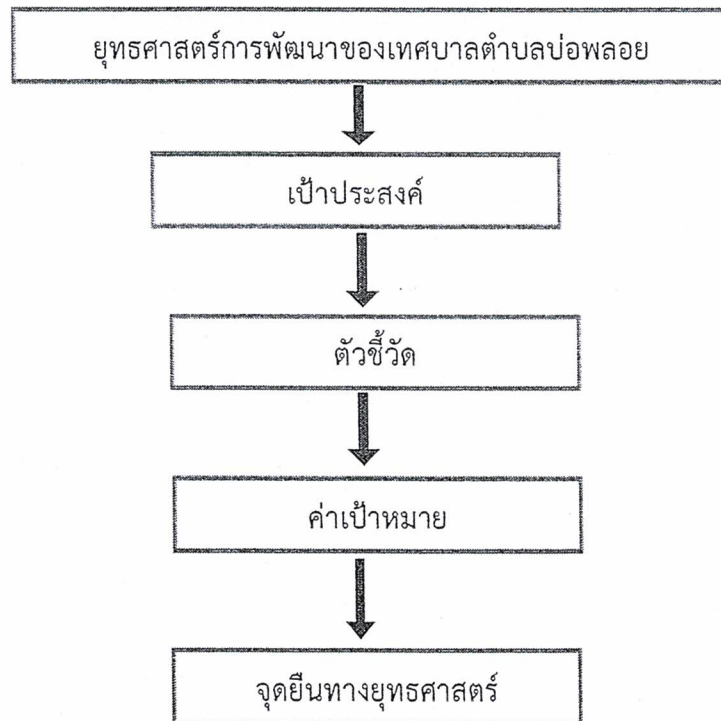 ยุทธศาสตร์การพัฒนาของเทศบาลตำบลบ่อพลอย
เป้าประสงค์
ตัวชี้วัด
ค่าเป้าหมาย
จุดยืนทางยุทธศาสตร์